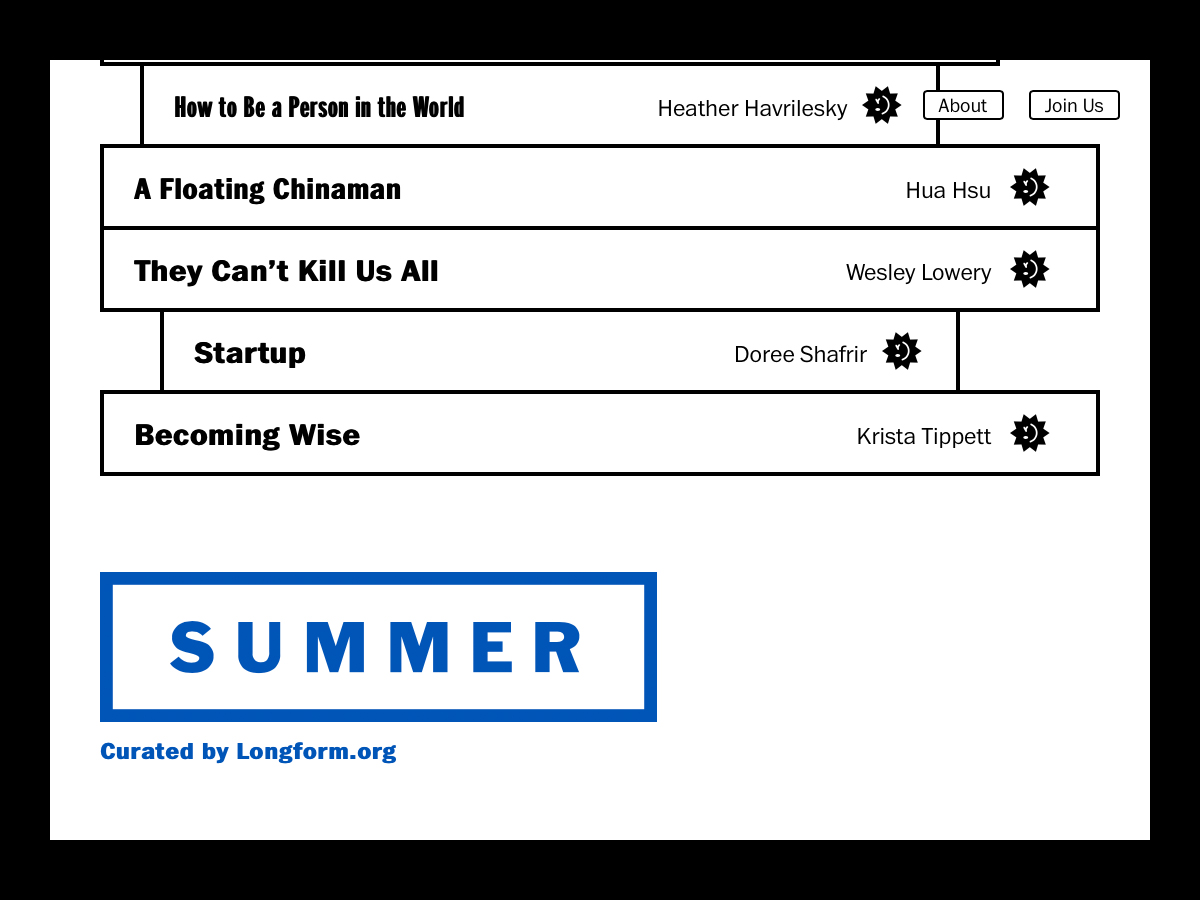 How to Be a Person in the World Heather Havrilesky About Join Us
A Floating Chinaman Hua Hsu
They Can’t Kill Us All Wesley Lowery
Startup Doree Shafrir
Becoming Wise Krista Tippett
SUMMER
Curated by Longform.org